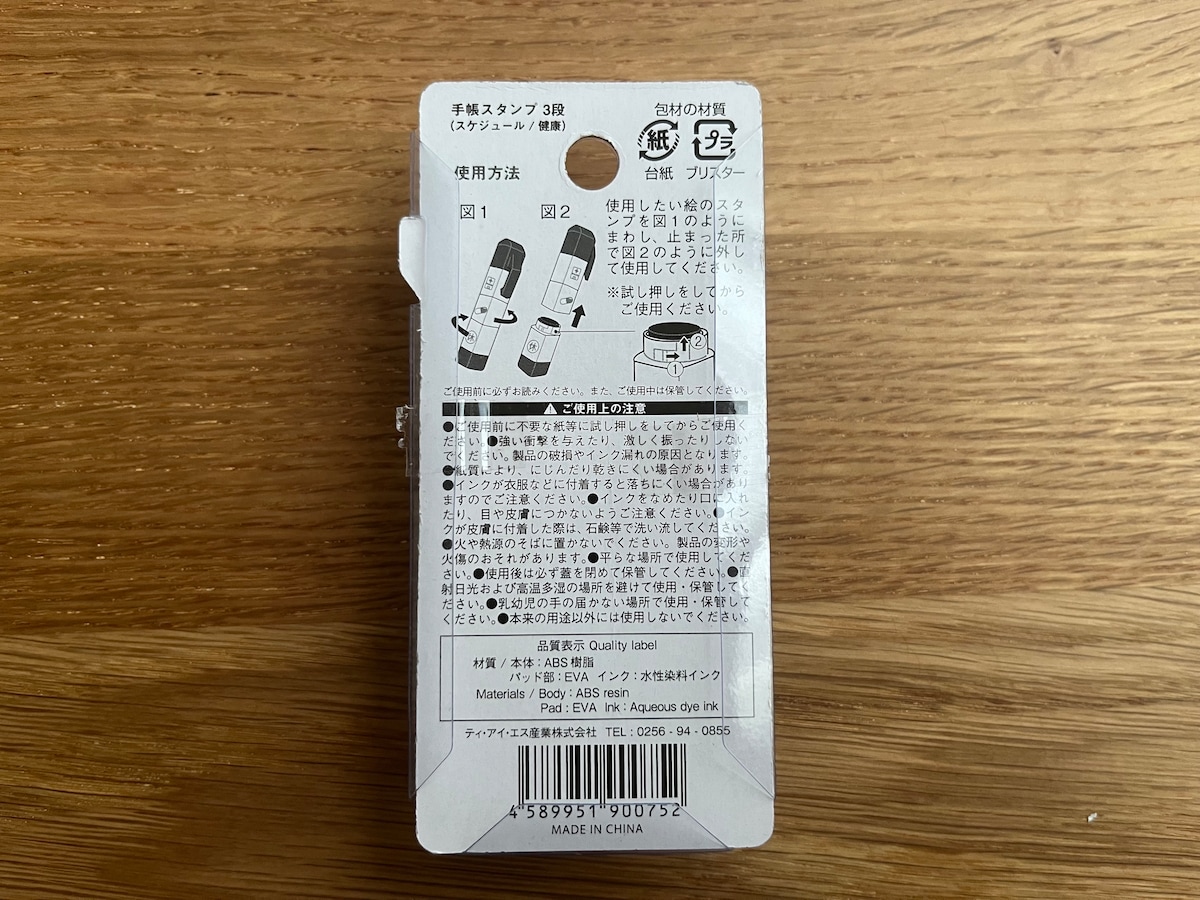 手帳スタンプ 3段
(スケジュール / 健康)
包材の材質
紙 プラ
台紙 ブリスター
使用方法
図1 図2
使用したい絵のスタ
ンプを図1のように
まわし、止まった所
で図2のように外し
て使用してください。
※試し押しをしてから
ご使用ください。
休
休
②
①
ご使用前に必ずお読みください。また、ご使用中は保管してください。
ご使用上の注意
●ご使用前に不要な紙等に試し押しをしてからご使用く
ださい。●強い衝撃を与えたり、激しく振ったりしない
でください。製品の破損やインク漏れの原因となります。
●紙質により、にじんだり乾きにくい場合があります。
●インクが衣服などに付着すると落ちにくい場合があり
ますのでご注意ください。●インクをなめたり口に入れ
たり、目や皮膚につかないようご注意ください。●イン
クが皮膚に付着した際は、石鹸等で洗い流してください。
●火や熱源のそばに置かないでください。製品の変形や
火傷のおそれがあります。●平らな場所で使用してくだ
さい。●使用後は必ず蓋を閉めて保管してください。●直
射日光および高温多湿の場所を避けて使用・保管してく
ださい。●乳幼児の手の届かない場所で使用・保管して
ください。●本来の用途以外には使用しないでください。
品質表示 Quality label
材質 / 本体：ABS樹脂
パッド部：EVA インク：水性染料インク
Materials / Body：ABS resin
Pad：EVA Ink：Aqueous dye ink
ティ・アイ・エス産業株式会社 TEL：0256 - 94 - 0855
4 589951 900752
MADE IN CHINA